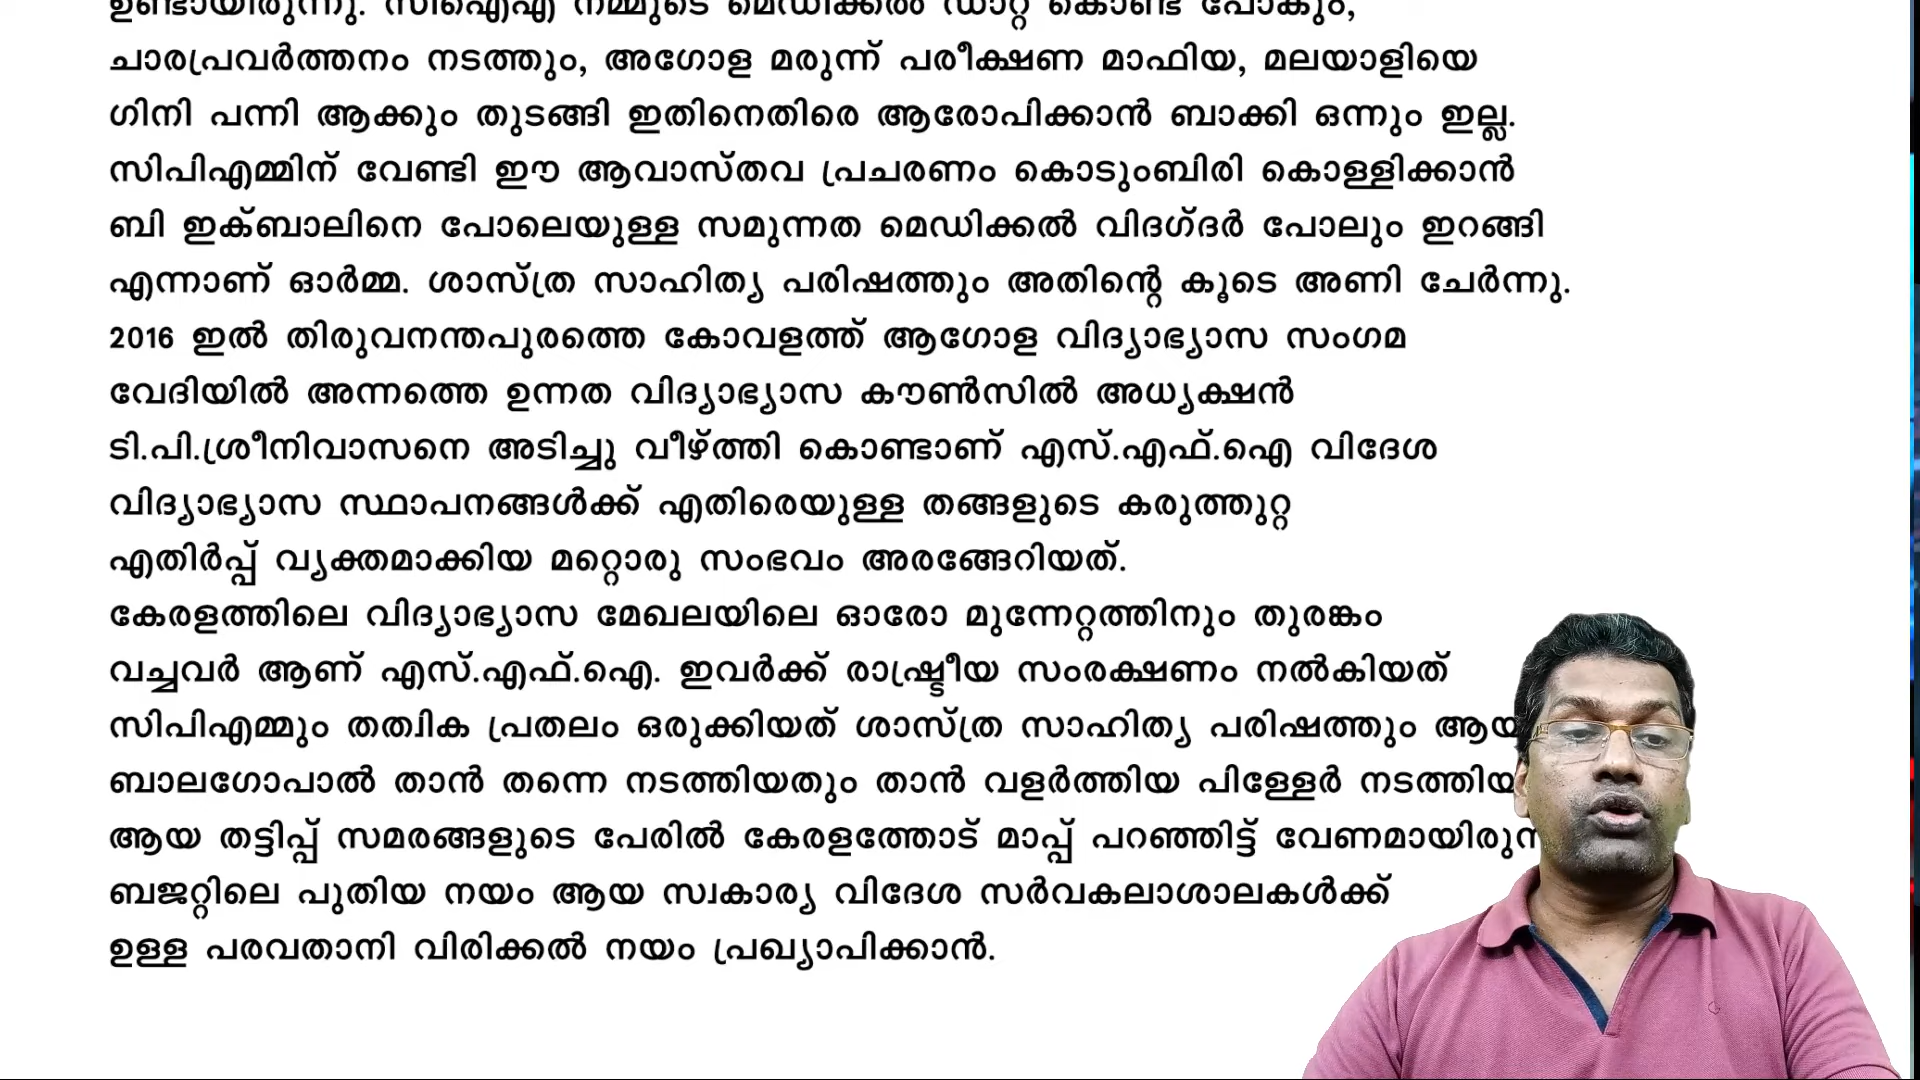 ഉണ്ടായിരുന്നു. സിഐഎ നമ്മുടെ മെഡിക്കൽ ഡാറ്റ കൊണ്ട് പോകും,
ചാരപ്രവർത്തനം നടത്തും, അഗോള മരുന്ന് പരീക്ഷണ മാഫിയ, മലയാളിയെ
ഗിനി പന്നി ആക്കും തുടങ്ങി ഇതിനെതിരെ ആരോപിക്കാൻ ബാക്കി ഒന്നും ഇല്ല.
സിപിഎമ്മിന് വേണ്ടി ഈ ആവാസ്തവ പ്രചരണം കൊടുംബിരി കൊള്ളിക്കാൻ
ബി ഇക്ബാലിനെ പോലെയുള്ള സമുന്നത മെഡിക്കൽ വിദഗ്ദർ പോലും ഇറങ്ങി
എന്നാണ് ഓർമ്മ. ശാസ്ത്ര സാഹിത്യ പരിഷത്തും അതിന്റെ കൂടെ അണി ചേർന്നു.
2016 ഇൽ തിരുവനന്തപുരത്തെ കോവളത്ത് ആഗോള വിദ്യാഭ്യാസ സംഗമ
വേദിയിൽ അന്നത്തെ ഉന്നത വിദ്യാഭ്യാസ കൗൺസിൽ അധ്യക്ഷൻ
ടി.പി.ശ്രീനിവാസനെ അടിച്ചു വീഴ്ത്തി കൊണ്ടാണ് എസ്.എഫ്.ഐ വിദേശ
വിദ്യാഭ്യാസ സ്ഥാപനങ്ങൾക്ക് എതിരെയുള്ള തങ്ങളുടെ കരുത്തുറ്റ
എതിർപ്പ് വ്യക്തമാക്കിയ മറ്റൊരു സംഭവം അരങ്ങേറിയത്.
കേരളത്തിലെ വിദ്യാഭ്യാസ മേഖലയിലെ ഓരോ മുന്നേറ്റത്തിനും തുരങ്കം
വച്ചവർ ആണ് എസ്.എഫ്.ഐ. ഇവർക്ക് രാഷ്ട്രീയ സംരക്ഷണം നൽകിയത്
സിപിഎമ്മും തത്വിക പ്രതലം ഒരുക്കിയത് ശാസ്ത്ര സാഹിത്യ പരിഷത്തും
ബാലഗോപാൽ താൻ തന്നെ നടത്തിയതും താൻ വളർത്തിയ പിള്ളേർ
ആയ തട്ടിപ്പ് സമരങ്ങളുടെ പേരിൽ കേരളത്തോട് മാപ്പ് പറഞ്ഞിട്ട്
ബജറ്റിലെ പുതിയ നയം ആയ സ്വകാര്യ വിദേശ സർവകലാശാലകൾക്ക്
ഉള്ള പരവതാനി വിരിക്കൽ നയം പ്രഖ്യാപിക്കാൻ.